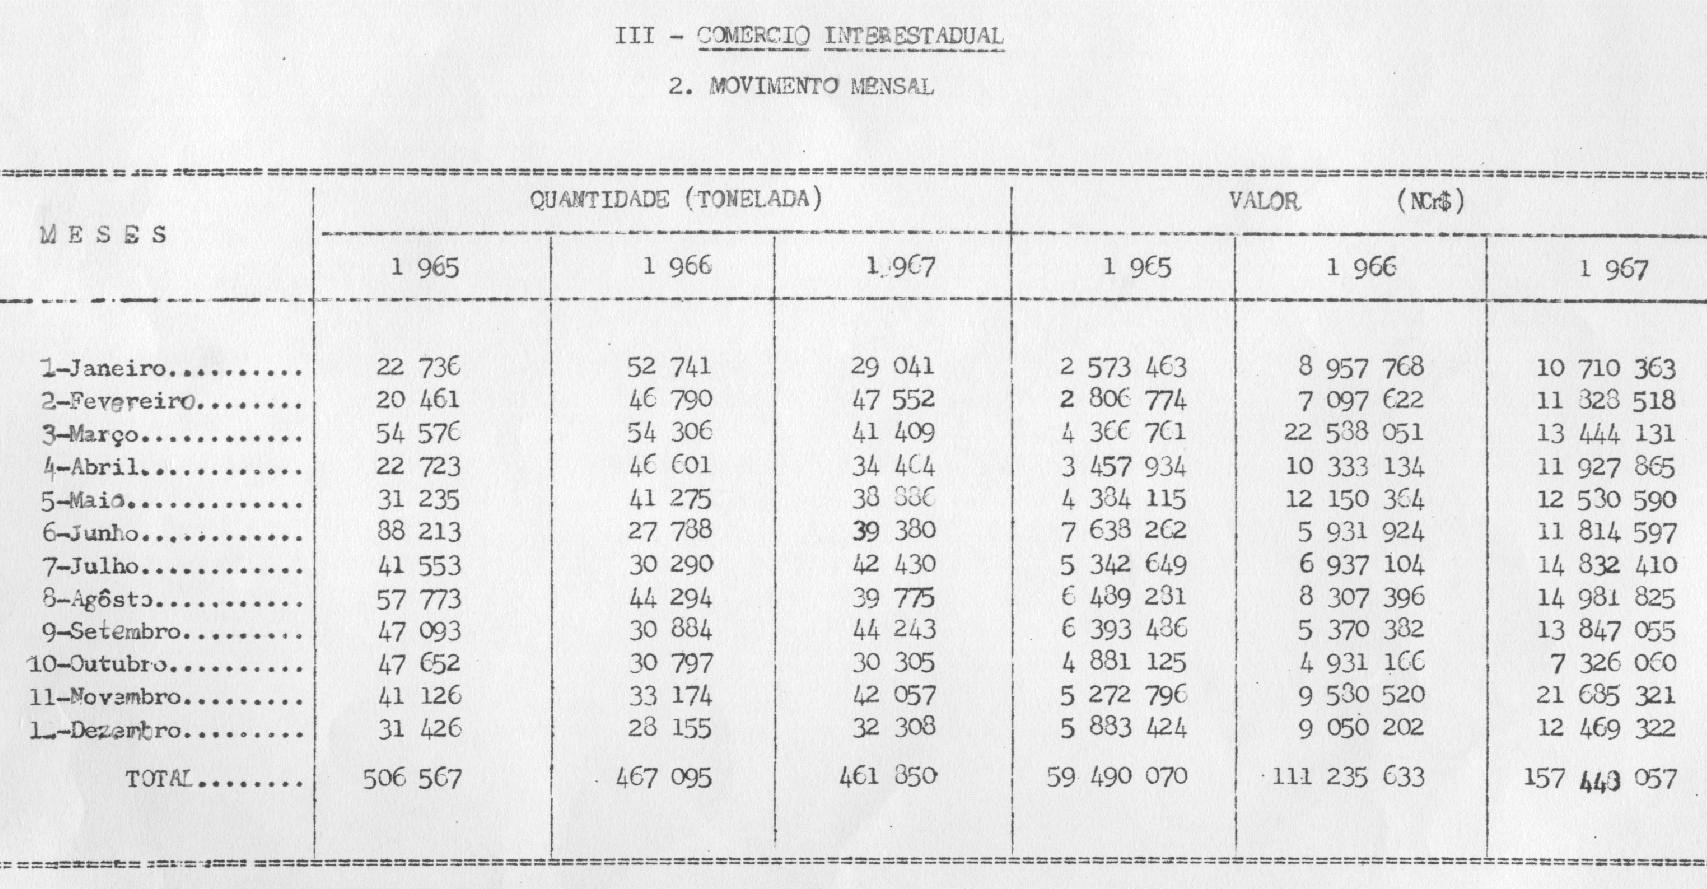 III - COMERCIO INTERESTADUAL
2. MOVIMENTO MENSAL
M E S E S QUANTIDADE (TONELADA) VALOR (NCr$)
1 965 1 966 1 967 1 965 1 966 1 967
1-Janeiro.......... 22 736 52 741 29 041 2 573 463 8 957 768 10 710 363
2-Fevereiro........ 20 461 46 790 47 552 2 806 774 7 097 622 11 828 518
3-Março............ 54 576 54 306 41 409 4 366 761 22 588 051 13 444 131
4-Abril............ 22 723 46 601 34 464 3 457 934 10 333 134 11 927 865
5-Maio............. 31 235 41 275 38 886 4 384 115 12 150 364 12 530 590
6-Junho............ 88 213 27 788 39 380 7 638 262 5 931 924 11 814 597
7-Julho............ 41 553 30 290 42 430 5 342 649 6 937 104 14 832 410
8-Agôsto........... 57 773 44 294 39 775 6 489 281 8 307 396 14 981 825
9-Setembro......... 47 093 30 884 44 243 6 393 486 5 370 382 13 847 055
10-Outubro.......... 47 652 30 797 30 305 4 881 125 4 931 166 7 326 060
11-Novembro......... 41 126 33 174 42 057 5 272 796 9 580 520 21 685 321
12-Dezembro......... 31 426 28 155 32 308 5 883 424 9 050 202 12 469 322
TOTAL........ 506 567 467 095 461 850 59 490 070 111 235 633 157 448 057